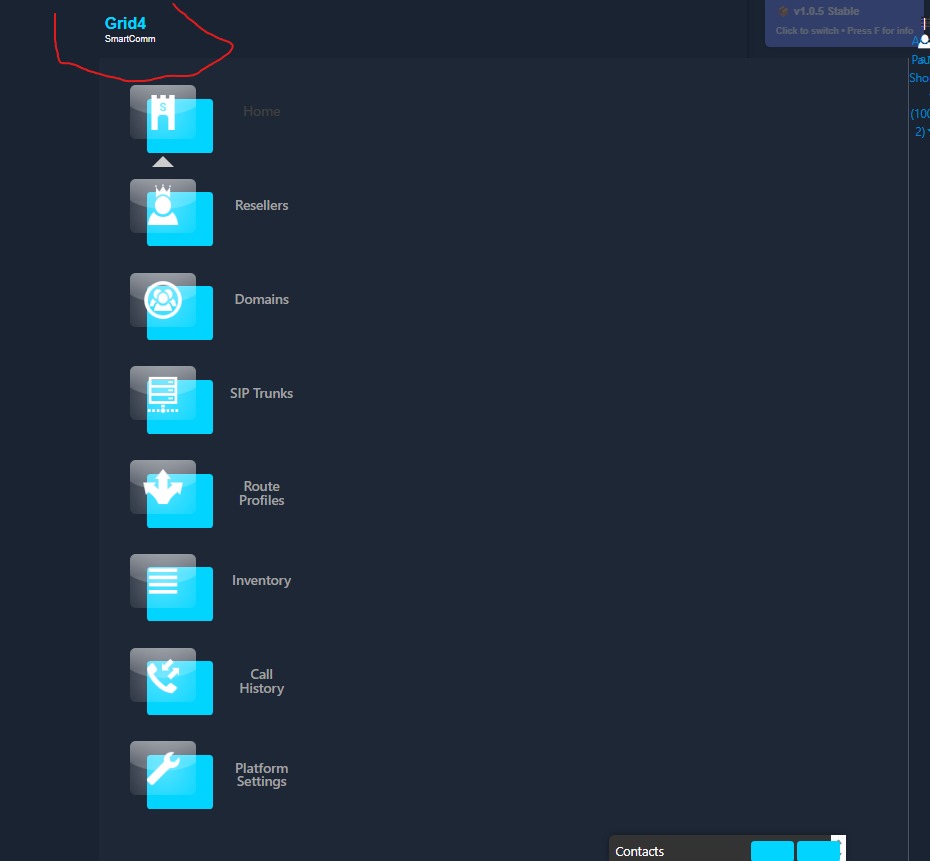 Grid4
SmartComm
v1.0.5 Stable
Click to switch • Press F for info
Sho
(100
2)
S
Home
Resellers
Domains
SIP Trunks
Route
Profiles
Inventory
Call
History
Platform
Settings
Contacts